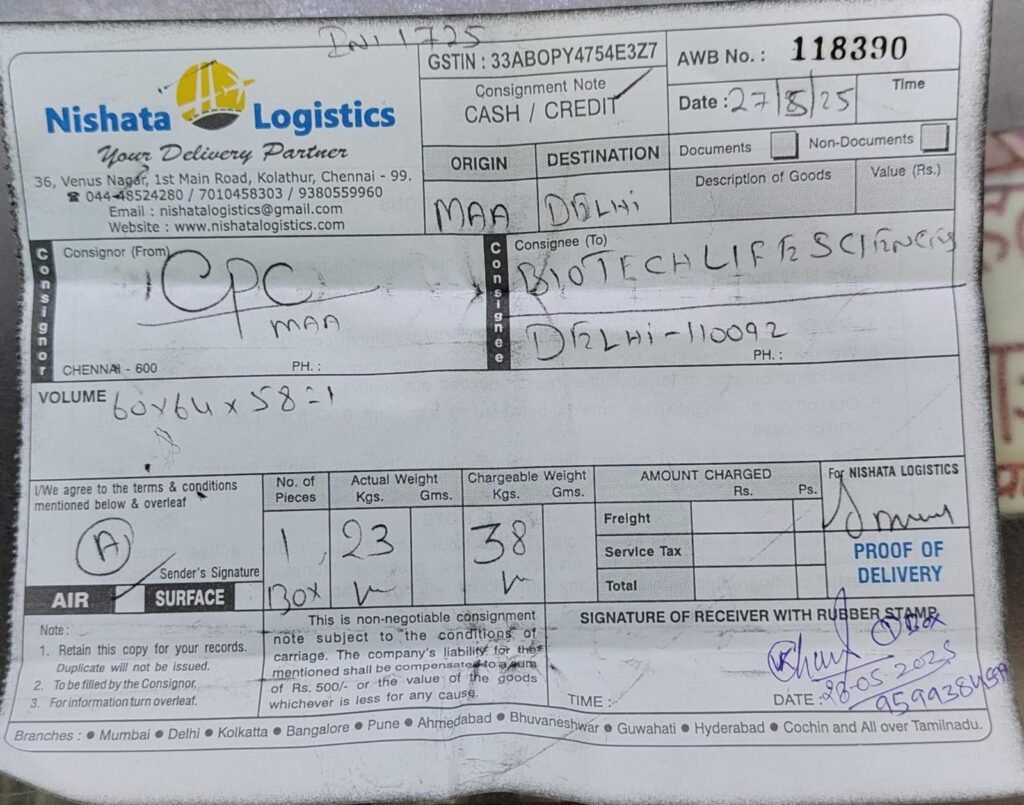 INI 1725
Nishata Logistics
Your Delivery Partner
36, Venus Nagar, 1st Main Road, Kolathur, Chennai - 99.
☎ 044-48524280 / 7010458303 / 9380559960
Email : nishatalogistics@gmail.com
Website : www.nishatalogistics.com
GSTIN : 33ABOPY4754E3Z7
Consignment Note
CASH / CREDIT ✓
AWB No. : 118390
Date : 27/5/25
Time
ORIGIN
DESTINATION
MAA
DELHI
Documents
Non-Documents
Description of Goods
Value (Rs.)
Consignor
Consignor (From)
CPC
MAA
CHENNAI - 600 PH. :
Consignee
Consignee (To)
BIOTECH LIFE SCIENCES
DELHI-110092
PH. :
VOLUME 60x64x58=1
I/We agree to the terms & conditions
mentioned below & overleaf
A
Sender's Signature
AIR SURFACE
No. of
Pieces
1
BOX
Actual Weight
Kgs. Gms.
23
Chargeable Weight
Kgs. Gms.
38
AMOUNT CHARGED
Rs. Ps.
Freight
Service Tax
Total
For NISHATA LOGISTICS
PROOF OF
DELIVERY
Note :
1. Retain this copy for your records.
Duplicate will not be issued.
2. To be filled by the Consignor.
3. For information turn overleaf.
This is non-negotiable consignment
note subject to the conditions of
carriage. The company's liability for the
mentioned shall be compensated to a sum
of Rs. 500/- or the value of the goods
whichever is less for any cause.
SIGNATURE OF RECEIVER WITH RUBBER STAMP
1 Box
TIME :
DATE : 28-05-2025
Branches : ● Mumbai ● Delhi ● Kolkatta ● Bangalore ● Pune ● Ahmedabad ● Bhuvaneshwar ● Guwahati ● Hyderabad ● Cochin and All over Tamilnadu.